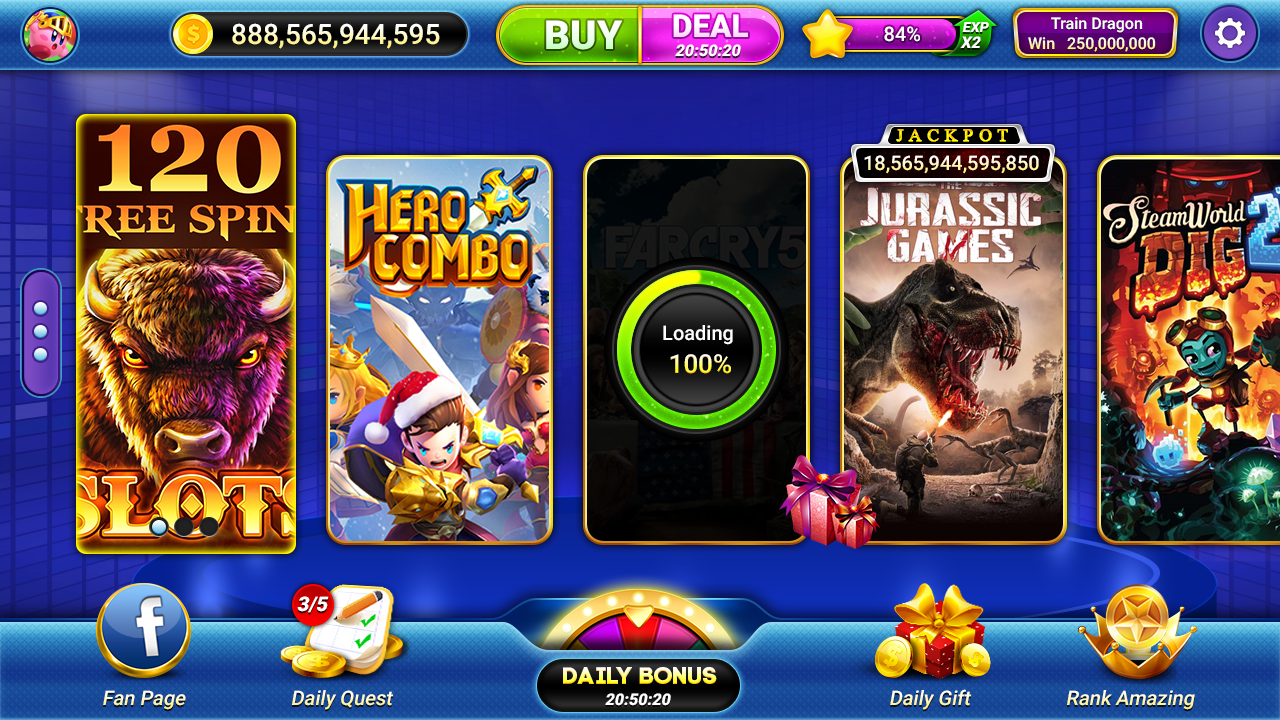 888,565,944,595
BUY
DEAL
20:50:20
84%
EXP
X2
Train Dragon
Win 250,000,000
120
REE SPIN
SLOTS
HERO
COMBO
FARCRY5
Loading
100%
JACKPOT
18,565,944,595,850
THE
JURASSIC
GAMES
SteamWorld
DIG 2
3/5
Fan Page
Daily Quest
DAILY BONUS
20:50:20
Daily Gift
Rank Amazing